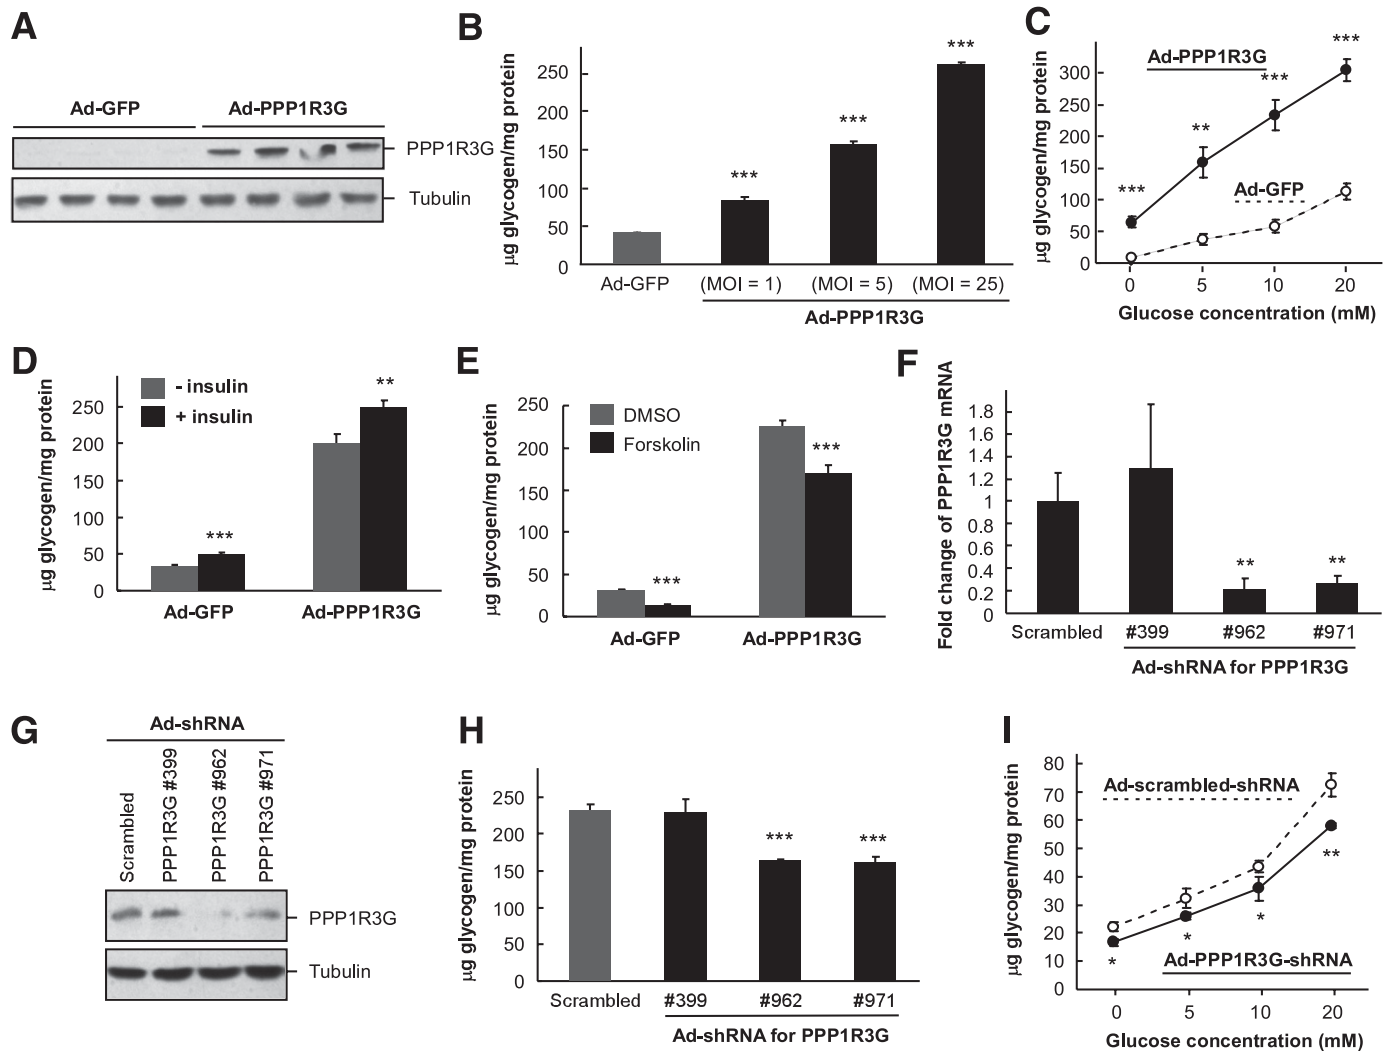 A
Ad-GFP Ad-PPP1R3G
PPP1R3G
Tubulin
B
µg glycogen/mg protein
250
200
150
100
50
0
***
***
***
Ad-GFP (MOI = 1) (MOI = 5) (MOI = 25)
Ad-PPP1R3G
C
µg glycogen/mg protein
300
250
200
150
100
50
0
Ad-PPP1R3G
***
**
***
***
Ad-GFP
0 5 10 20
Glucose concentration (mM)
D
µg glycogen/mg protein
250
200
150
100
50
0
- insulin
+ insulin
***
**
Ad-GFP Ad-PPP1R3G
E
µg glycogen/mg protein
250
200
150
100
50
0
DMSO
Forskolin
***
***
Ad-GFP Ad-PPP1R3G
F
Fold change of PPP1R3G mRNA
1.8
1.6
1.4
1.2
1
0.8
0.6
0.4
0.2
0
** **
Scrambled #399 #962 #971
Ad-shRNA for PPP1R3G
G
Ad-shRNA
Scrambled
PPP1R3G #399
PPP1R3G #962
PPP1R3G #971
PPP1R3G
Tubulin
H
µg glycogen/mg protein
250
200
150
100
50
0
*** ***
Scrambled #399 #962 #971
Ad-shRNA for PPP1R3G
I
µg glycogen/mg protein
80
70
60
50
40
30
20
10
0
Ad-scrambled-shRNA
*
*
*
**
Ad-PPP1R3G-shRNA
0 5 10 20
Glucose concentration (mM)